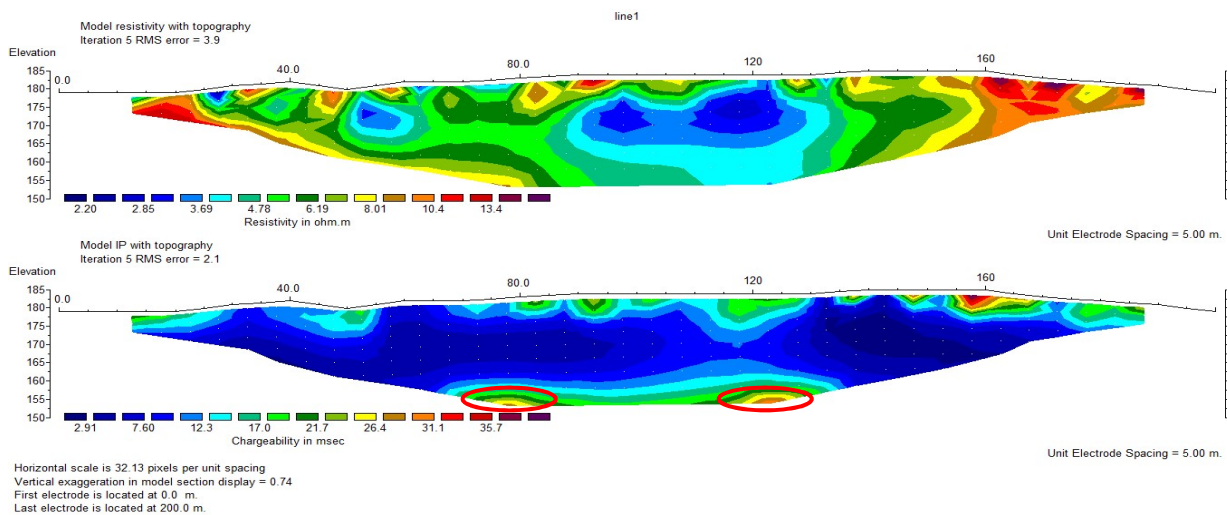 line1
Model resistivity with topography
Iteration 5 RMS error = 3.9
Elevation
0.0 40.0 80.0 120 160
185
180
175
170
165
160
155
150
2.20 2.85 3.69 4.78 6.19 8.01 10.4 13.4
Resistivity in ohm.m
Unit Electrode Spacing = 5.00 m.
Model IP with topography
Iteration 5 RMS error = 2.1
Elevation
0.0 40.0 80.0 120 160
185
180
175
170
165
160
155
150
2.91 7.60 12.3 17.0 21.7 26.4 31.1 35.7
Chargeability in msec
Unit Electrode Spacing = 5.00 m.
Horizontal scale is 32.13 pixels per unit spacing
Vertical exaggeration in model section display = 0.74
First electrode is located at 0.0 m.
Last electrode is located at 200.0 m.